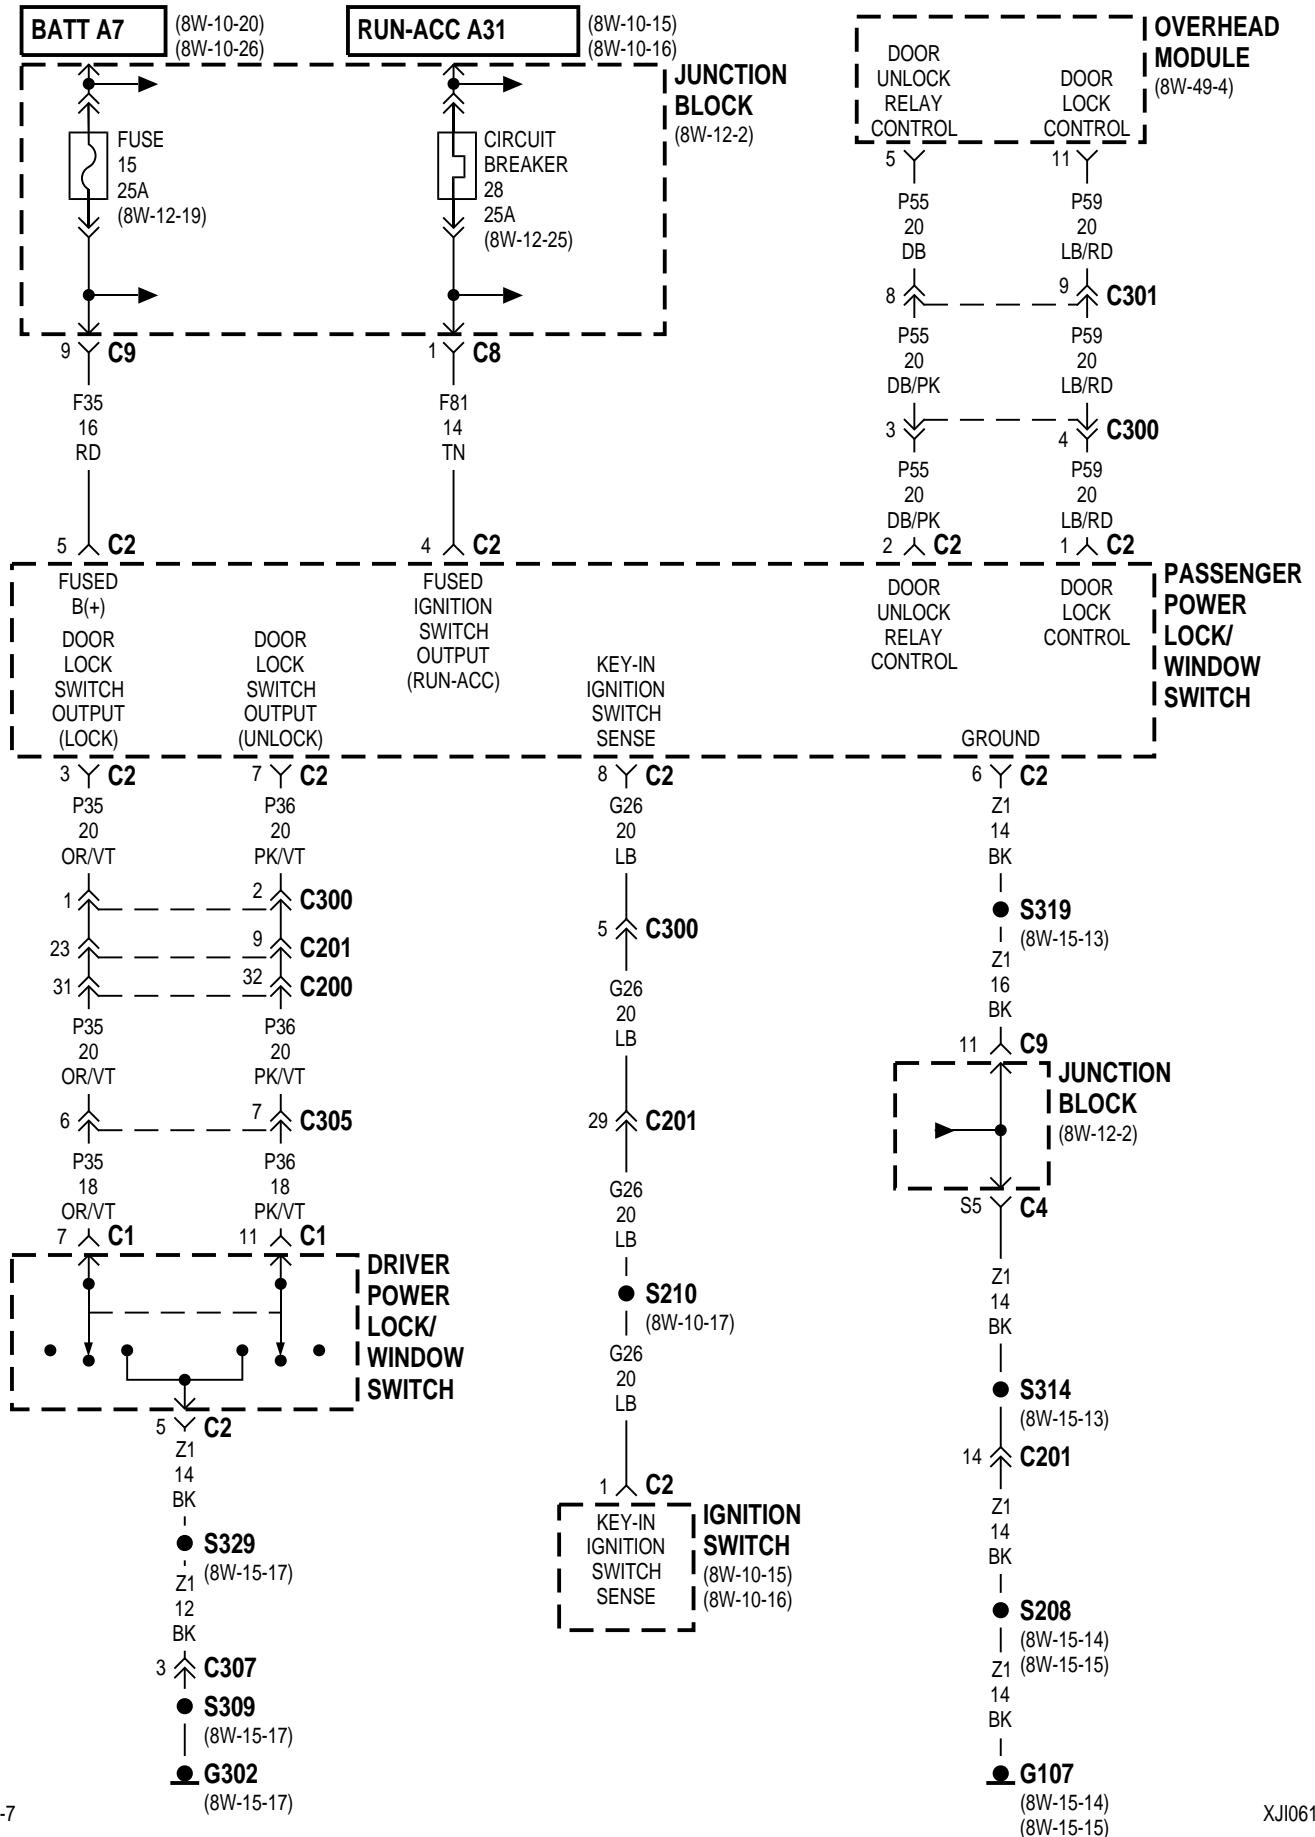 BATT A7
(8W-10-20)
(8W-10-26)
RUN-ACC A31
(8W-10-15)
(8W-10-16)
JUNCTION
BLOCK
(8W-12-2)
FUSE
15
25A
(8W-12-19)
CIRCUIT
BREAKER
28
25A
(8W-12-25)
OVERHEAD
MODULE
(8W-49-4)
DOOR
UNLOCK
RELAY
CONTROL
DOOR
LOCK
CONTROL
5
11
P55
20
DB
P59
20
LB/RD
8
9
C301
P55
20
DB/PK
P59
20
LB/RD
3
4
C300
P55
20
DB/PK
P59
20
LB/RD
2
C2
1
C2
9
C9
F35
16
RD
5
C2
1
C8
F81
14
TN
4
C2
FUSED
B(+)
FUSED
IGNITION
SWITCH
OUTPUT
(RUN-ACC)
DOOR
UNLOCK
RELAY
CONTROL
DOOR
LOCK
CONTROL
PASSENGER
POWER
LOCK/
WINDOW
SWITCH
DOOR
LOCK
SWITCH
OUTPUT
(LOCK)
DOOR
LOCK
SWITCH
OUTPUT
(UNLOCK)
KEY-IN
IGNITION
SWITCH
SENSE
GROUND
3
C2
7
C2
P35
20
OR/VT
P36
20
PK/VT
1
2
C300
23
9
C201
31
32
C200
P35
20
OR/VT
P36
20
PK/VT
6
7
C305
P35
18
OR/VT
P36
18
PK/VT
7
C1
11
C1
DRIVER
POWER
LOCK/
WINDOW
SWITCH
5
C2
Z1
14
BK
S329
(8W-15-17)
Z1
12
BK
3
C307
S309
(8W-15-17)
G302
(8W-15-17)
8
C2
G26
20
LB
5
C300
G26
20
LB
29
C201
G26
20
LB
S210
(8W-10-17)
G26
20
LB
1
C2
KEY-IN
IGNITION
SWITCH
SENSE
IGNITION
SWITCH
(8W-10-15)
(8W-10-16)
6
C2
Z1
14
BK
S319
(8W-15-13)
Z1
16
BK
11
C9
JUNCTION
BLOCK
(8W-12-2)
S5
C4
Z1
14
BK
S314
(8W-15-13)
14
C201
Z1
14
BK
S208
(8W-15-14)
(8W-15-15)
Z1
14
BK
G107
(8W-15-14)
(8W-15-15)
-7
XJI061